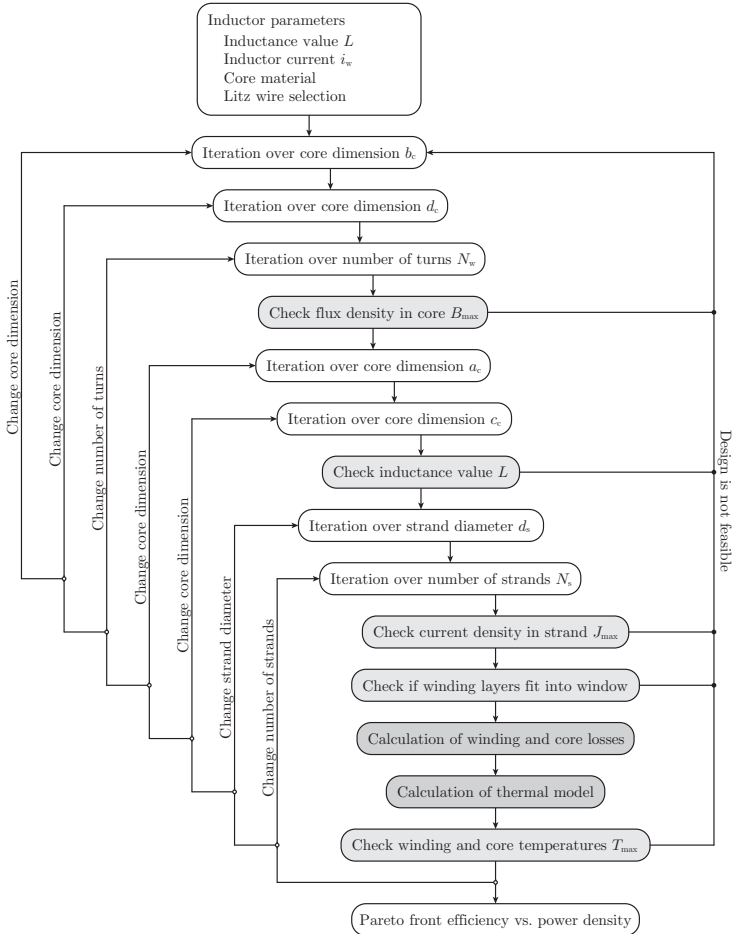 Inductor parameters
Inductance value L
Inductor current i_w
Core material
Litz wire selection
Iteration over core dimension b_c
Iteration over core dimension d_c
Iteration over number of turns N_w
Check flux density in core B_max
Iteration over core dimension a_c
Iteration over core dimension c_c
Check inductance value L
Iteration over strand diameter d_s
Iteration over number of strands N_s
Check current density in strand J_max
Check if winding layers fit into window
Calculation of winding and core losses
Calculation of thermal model
Check winding and core temperatures T_max
Pareto front efficiency vs. power density
Change core dimension
Change core dimension
Change number of turns
Change core dimension
Change core dimension
Change strand diameter
Change number of strands
Design is not feasible